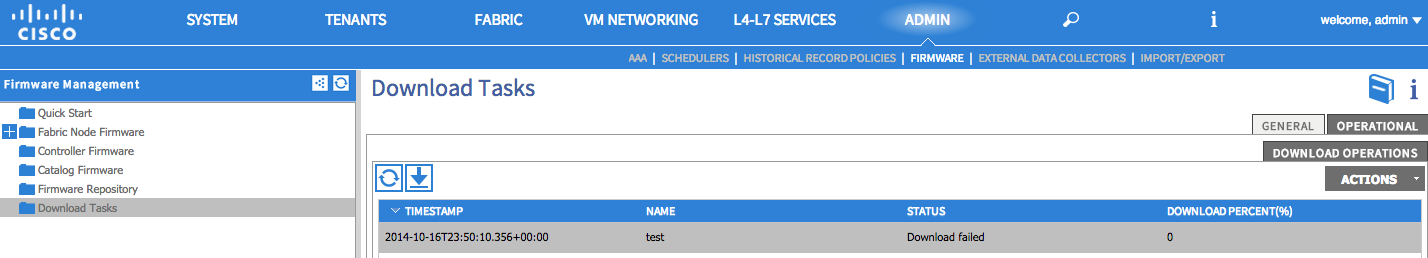 CISCO
SYSTEM TENANTS FABRIC VM NETWORKING L4-L7 SERVICES ADMIN i welcome, admin
AAA | SCHEDULERS | HISTORICAL RECORD POLICIES | FIRMWARE | EXTERNAL DATA COLLECTORS | IMPORT/EXPORT
Firmware Management
Quick Start
Fabric Node Firmware
Controller Firmware
Catalog Firmware
Firmware Repository
Download Tasks
Download Tasks
i
GENERAL OPERATIONAL
DOWNLOAD OPERATIONS
ACTIONS
TIMESTAMP NAME STATUS DOWNLOAD PERCENT(%)
2014-10-16T23:50:10.356+00:00 test Download failed 0